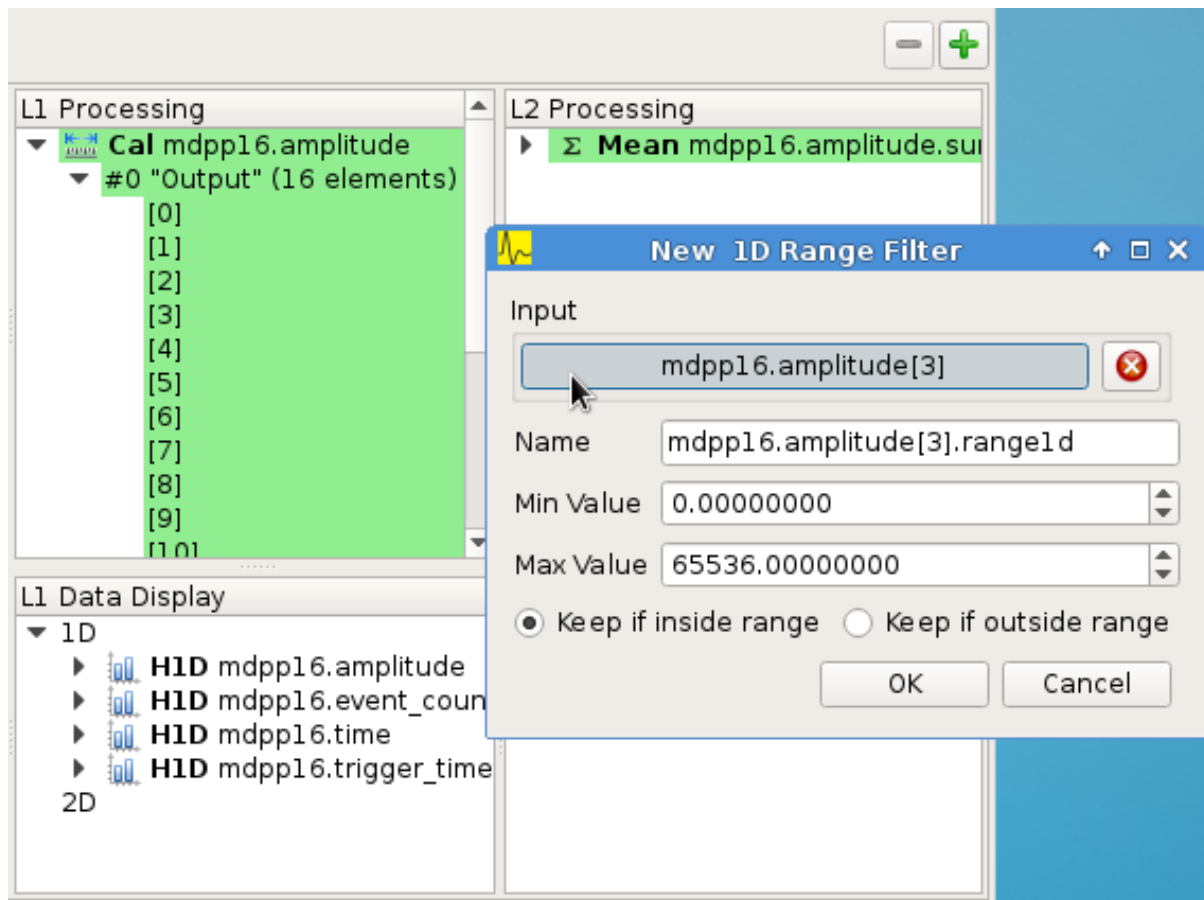 L1 Processing
Cal mdpp16.amplitude
#0 "Output" (16 elements)
[0]
[1]
[2]
[3]
[4]
[5]
[6]
[7]
[8]
[9]
[10]
L2 Processing
Σ Mean mdpp16.amplitude.su
New 1D Range Filter
Input
mdpp16.amplitude[3]
Name mdpp16.amplitude[3].range1d
Min Value 0.00000000
Max Value 65536.00000000
Keep if inside range Keep if outside range
OK Cancel
L1 Data Display
1D
H1D mdpp16.amplitude
H1D mdpp16.event_coun
H1D mdpp16.time
H1D mdpp16.trigger_time
2D